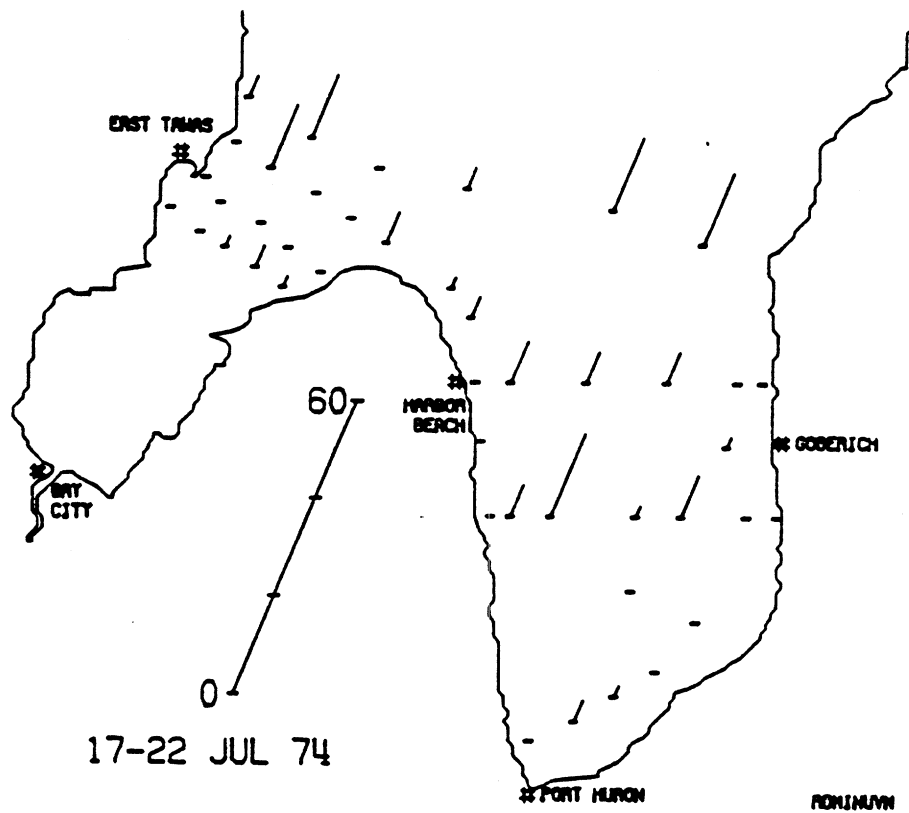 EAST TAWAS
60
HARBOR
BEACH
GODERICH
BAY
CITY
0
17-22 JUL 74
PORT HURON